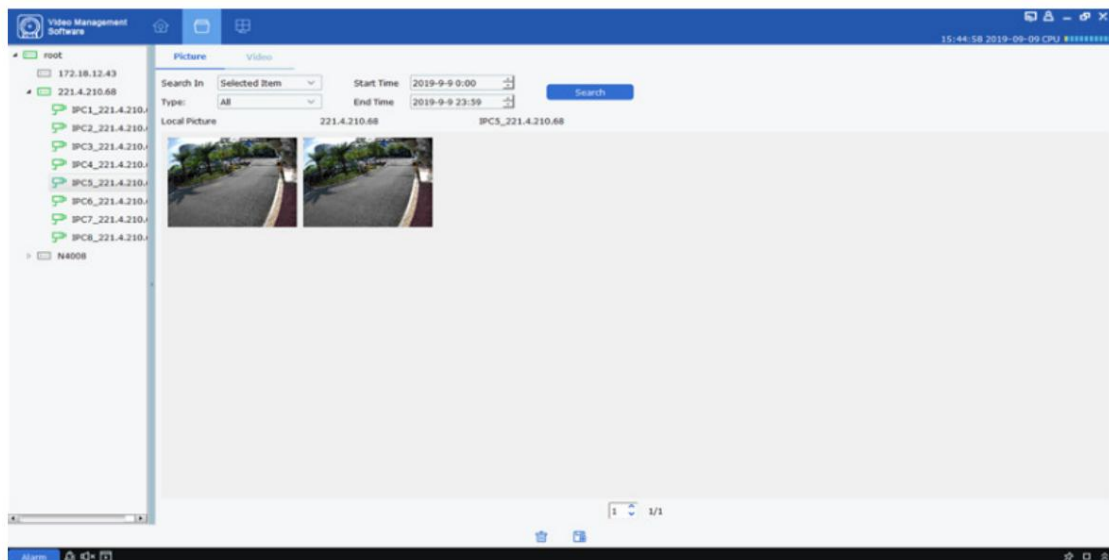 Video Management
Software
15:44:58 2019-09-09 CPU
root
172.18.12.43
221.4.210.68
IPC1_221.4.210.
IPC2_221.4.210.
IPC3_221.4.210.
IPC4_221.4.210.
IPC5_221.4.210.
IPC6_221.4.210.
IPC7_221.4.210.
IPC8_221.4.210.
N4008
Picture Video
Search In Selected Item Start Time 2019-9-9 0:00 Search
Type: All End Time 2019-9-9 23:59
Local Picture 221.4.210.68 IPC5_221.4.210.68
1 1/1
Alarm